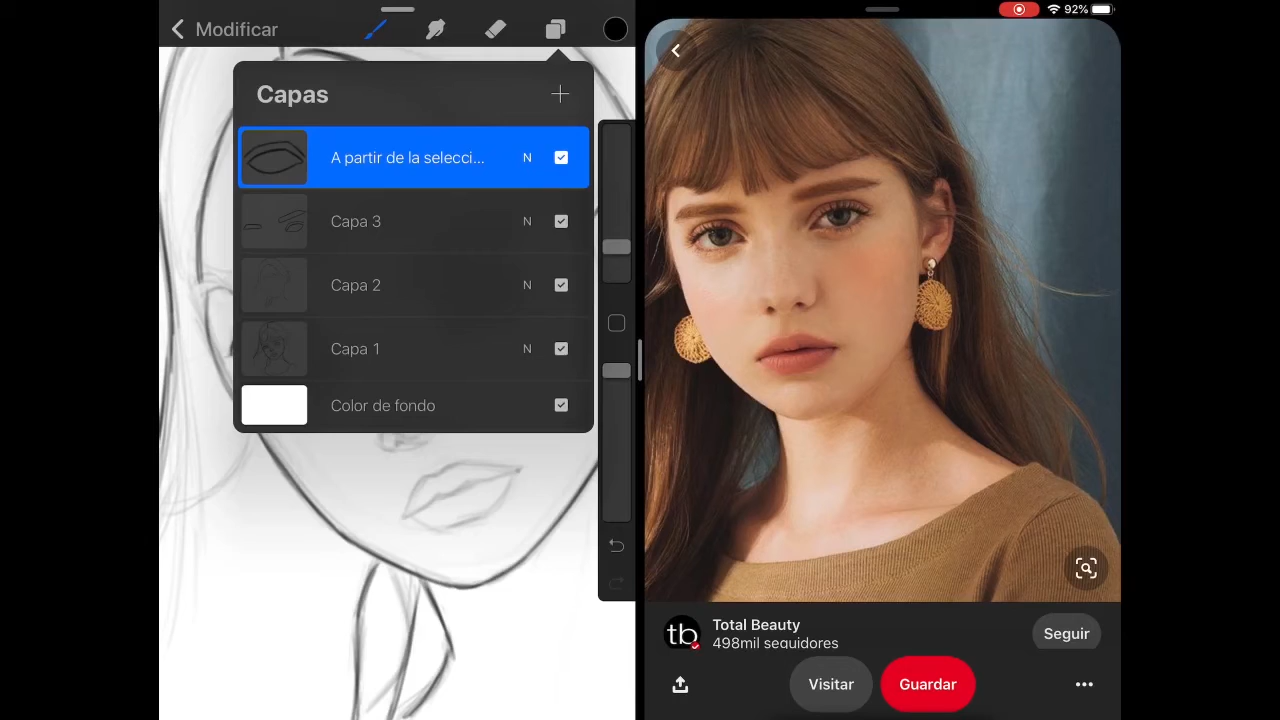 Modificar
Capas
A partir de la selecci...
N
Capa 3
N
Capa 2
N
Capa 1
N
Color de fondo
92%
tb
Total Beauty
498mil seguidores
Seguir
Visitar
Guardar